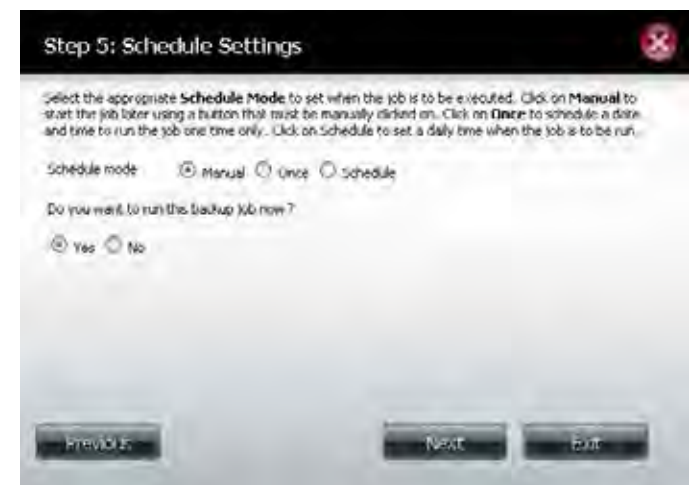 Step 5: Schedule Settings
Select the appropriate Schedule Mode to set when the job is to be executed. Click on Manual to
start the job later using a button that must be manually clicked on. Click on Once to schedule a date
and time to run the job one time only. Click on Schedule to set a daily time when the job is to be run.
Schedule mode Manual Once Schedule
Do you want to run this backup job now?
Yes No
Previous Next Exit